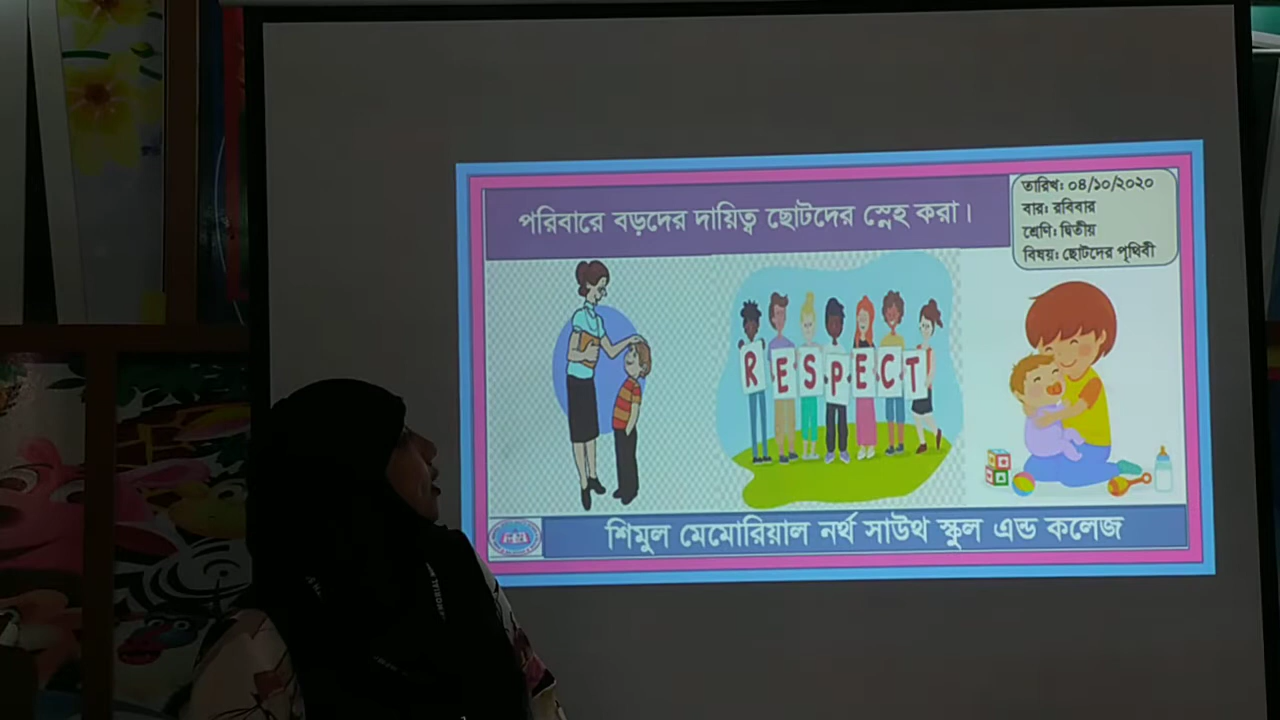 পরিবারে বড়দের দায়িত্ব ছোটদের স্নেহ করা।
তারিখ: ০৪/১০/২০২০
বার: রবিবার
শ্রেণি: দ্বিতীয়
বিষয়: ছোটদের পৃথিবী
RESPECT
শিমুল মেমোরিয়াল নর্থ সাউথ স্কুল এন্ড কলেজ